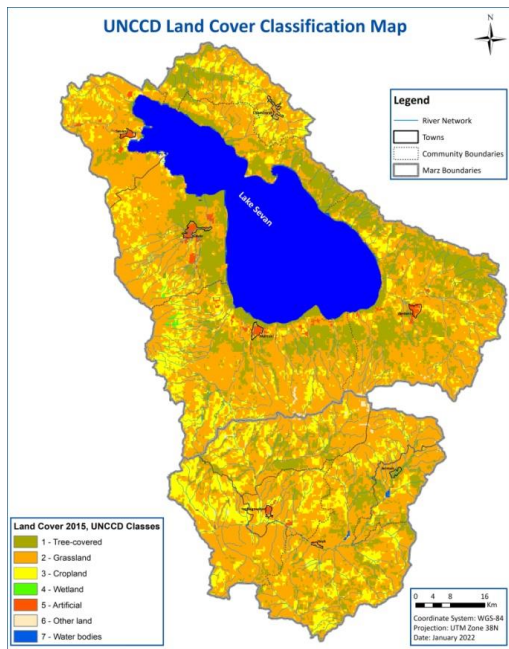 UNCCD Land Cover Classification Map
N
Legend
River Network
Towns
Community Boundaries
Marz Boundaries
Lake Sevan
Land Cover 2015, UNCCD Classes
1 - Tree-covered
2 - Grassland
3 - Cropland
4 - Wetland
5 - Artificial
6 - Other land
7 - Water bodies
0 4 8 16
Km
Coordinate System: WGS-84
Projection: UTM Zone 38N
Date: January 2022